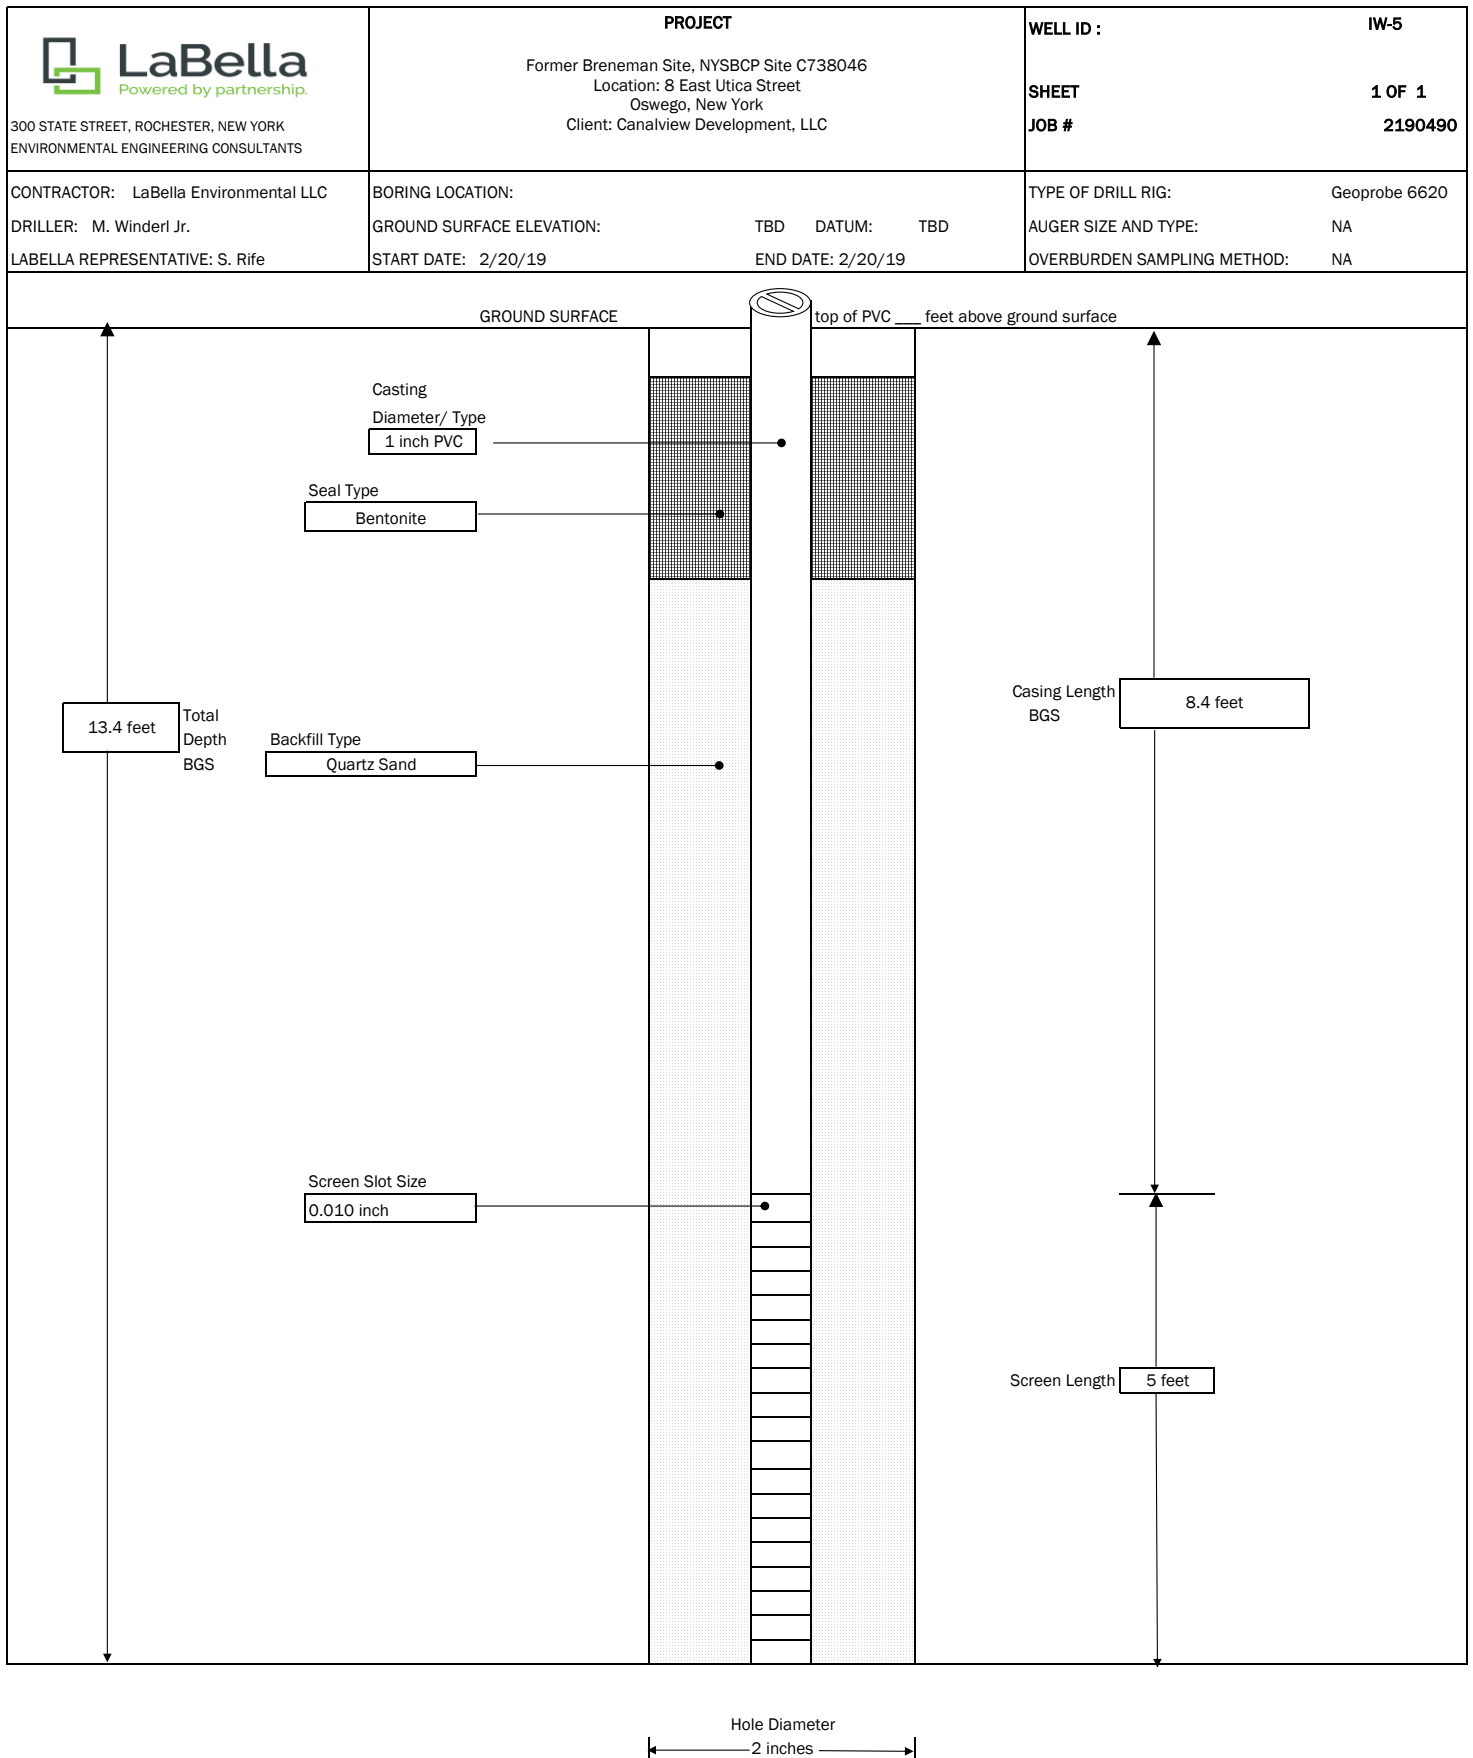 LaBella
Powered by partnership.
300 STATE STREET, ROCHESTER, NEW YORK
ENVIRONMENTAL ENGINEERING CONSULTANTS
PROJECT
Former Breneman Site, NYSBCP Site C738046
Location: 8 East Utica Street
Oswego, New York
Client: Canalview Development, LLC
WELL ID : IW-5
SHEET 1 OF 1
JOB # 2190490
CONTRACTOR: LaBella Environmental LLC
DRILLER: M. Winderl Jr.
LABELLA REPRESENTATIVE: S. Rife
BORING LOCATION:
GROUND SURFACE ELEVATION: TBD DATUM: TBD
START DATE: 2/20/19 END DATE: 2/20/19
TYPE OF DRILL RIG: Geoprobe 6620
AUGER SIZE AND TYPE: NA
OVERBURDEN SAMPLING METHOD: NA
GROUND SURFACE
top of PVC ___ feet above ground surface
Casting
Diameter/ Type
1 inch PVC
Seal Type
Bentonite
13.4 feet
Total
Depth
BGS
Backfill Type
Quartz Sand
Casing Length
BGS
8.4 feet
Screen Slot Size
0.010 inch
Screen Length 5 feet
Hole Diameter
2 inches